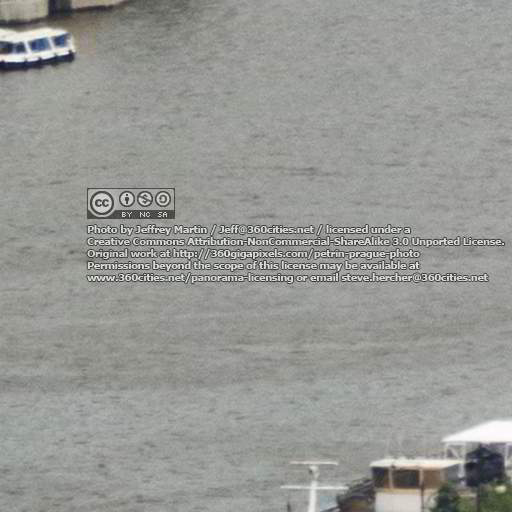 cc BY NC SA
Photo by Jeffrey Martin / Jeff@360cities.net / licensed under a
Creative Commons Attribution-NonCommercial-ShareAlike 3.0 Unported License.
Original work at http://360gigapixels.com/petrin-prague-photo
Permissions beyond the scope of this license may be available at
www.360cities.net/panorama-licensing or email steve.hercher@360cities.net